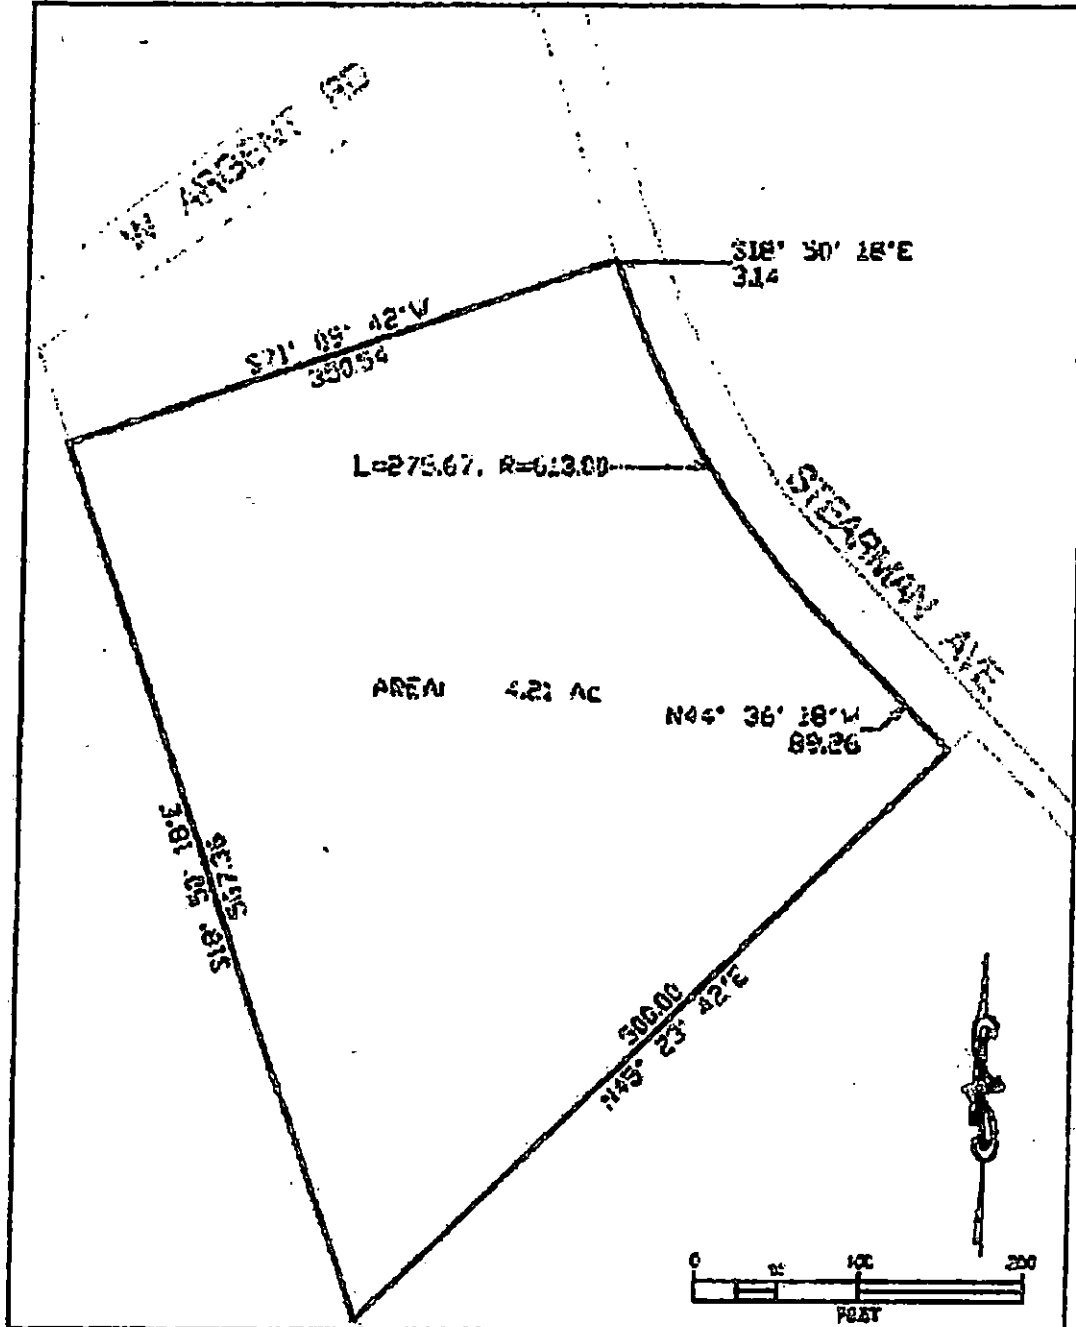 W ARGENT RD
S18° 50' 18"E
3.14
S71° 09' 42"W
350.54
L=275.67, R=613.00
STEARMAN AVE.
AREA 4.21 AC
N44° 36' 18"W
89.26
S18° 50' 18"E
567.36
500.00
N45° 23' 42"E
0 50 100 200
FEET